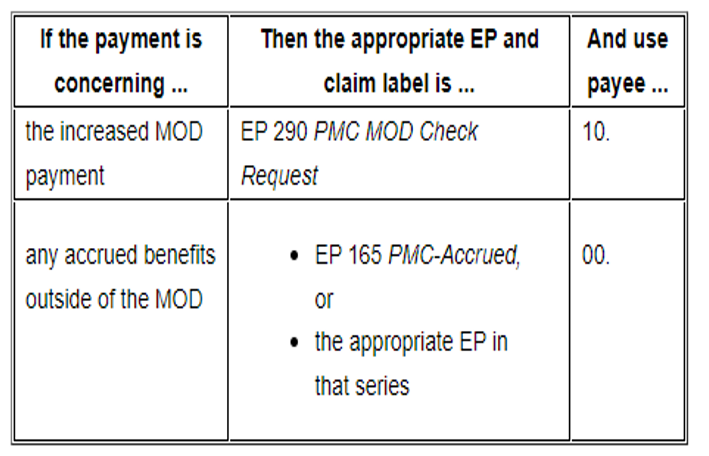 If the payment is
concerning ...
Then the appropriate EP and
claim label is ...
And use
payee ...
the increased MOD
payment
EP 290 PMC MOD Check
Request
10.
any accrued benefits
outside of the MOD
• EP 165 PMC-Accrued,
or
• the appropriate EP in
that series
00.